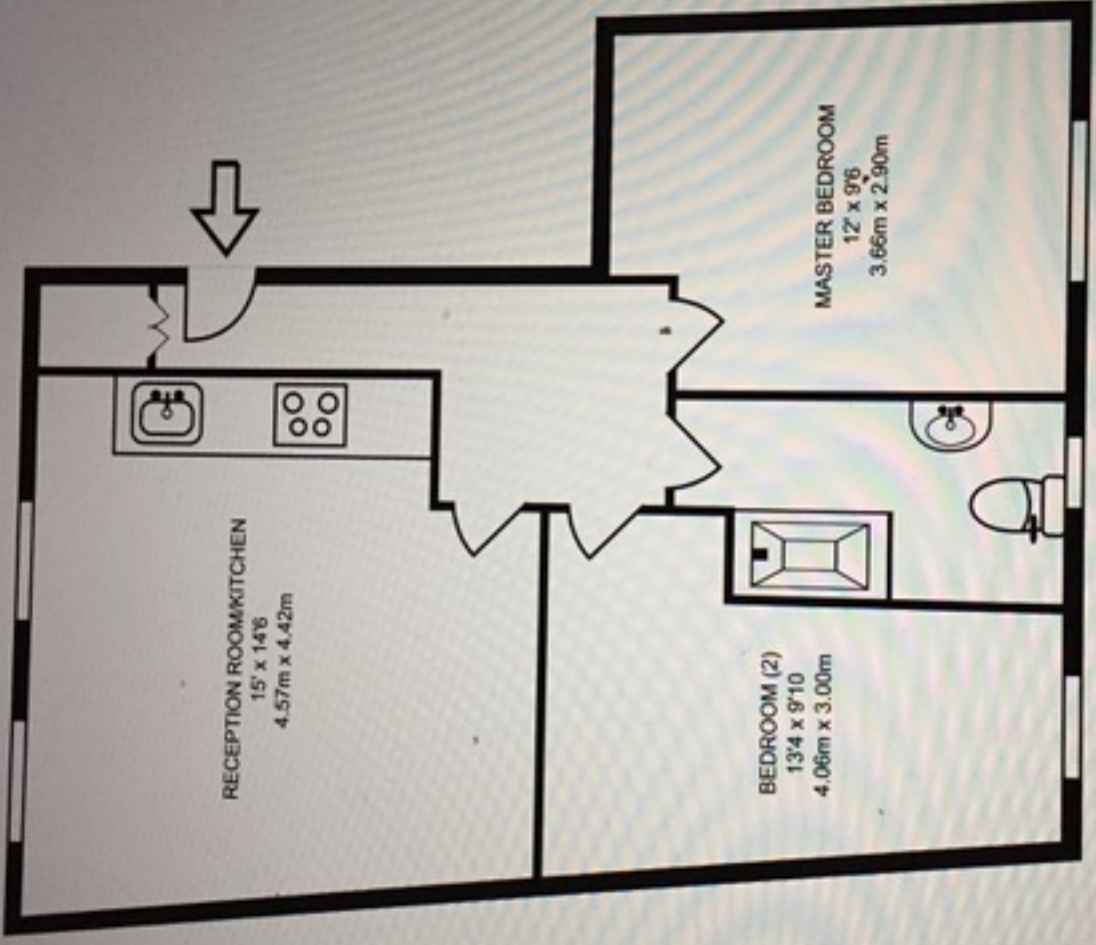 RECEPTION ROOM/KITCHEN
15' x 14'6
4.57m x 4.42m
MASTER BEDROOM
12' x 9'6
3.66m x 2.90m
BEDROOM (2)
13'4 x 9'10
4.06m x 3.00m